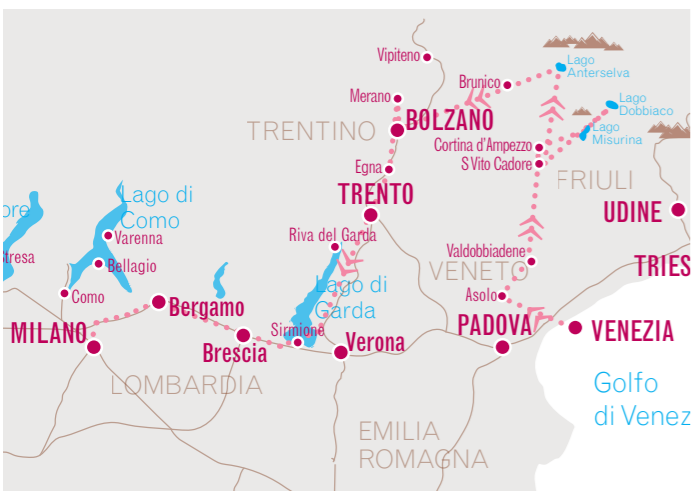 Vipiteno
Lago
Anterselva
Brunico
Merano
Lago
Dobbiaco
BOLZANO
TRENTINO
Lago
Misurina
Cortina d'Ampezzo
S Vito Cadore
Egna
FRIULI
TRENTO
Lago di
Como
ore
UDINE
Varenna
Riva del Garda
Stresa
Valdobbiadene
VENETO
TRIES
Bellagio
Lago di
Garda
Como
Asolo
Bergamo
MILANO
Sirmione
PADOVA
VENEZIA
Brescia
Verona
LOMBARDIA
Golfo
di Venez
EMILIA
ROMAGNA